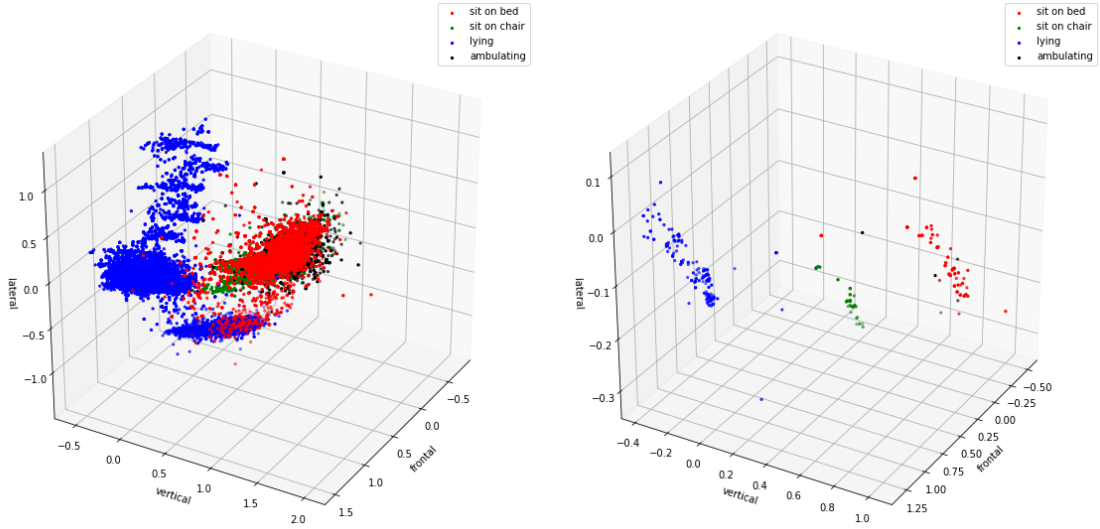 sit on bed
sit on chair
lying
ambulating
1.0
0.5
0.0
−0.5
−1.0
lateral
−0.5
0.0
0.5
1.0
1.5
2.0
vertical
−0.5
0.0
0.5
1.0
1.5
frontal
sit on bed
sit on chair
lying
ambulating
0.1
0.0
−0.1
−0.2
−0.3
lateral
−0.4
−0.2
0.0
0.2
0.4
0.6
0.8
1.0
vertical
−0.50
−0.25
0.00
0.25
0.50
0.75
1.00
1.25
frontal